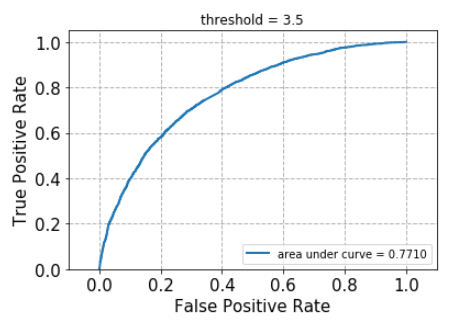 threshold = 3.5
True Positive Rate
1.0
0.8
0.6
0.4
0.2
0.0
0.0 0.2 0.4 0.6 0.8 1.0
False Positive Rate
area under curve = 0.7710